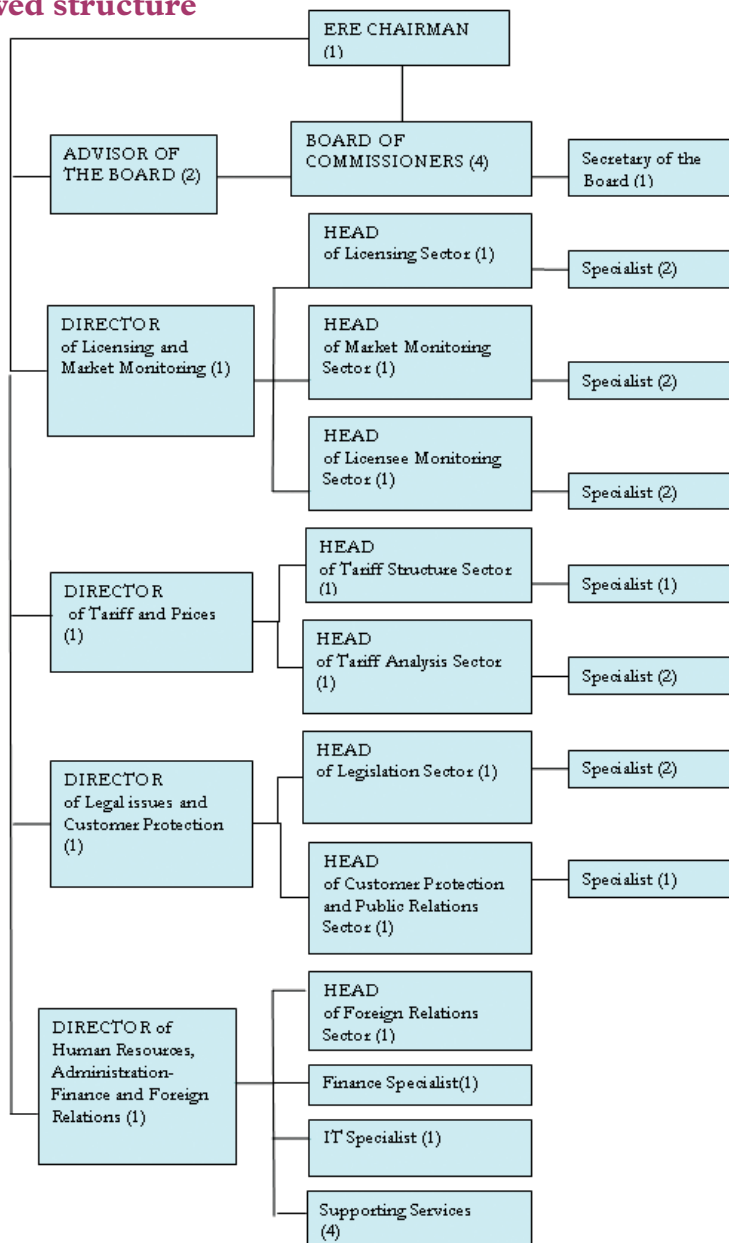 ved structure
ERE CHAIRMAN
(1)
ADVISOR OF
THE BOARD (2)
BOARD OF
COMMISSIONERS (4)
Secretary of the
Board (1)
HEAD
of Licensing Sector (1)
Specialist (2)
DIRECTOR
of Licensing and
Market Monitoring (1)
HEAD
of Market Monitoring
Sector (1)
Specialist (2)
HEAD
of Licensee Monitoring
Sector (1)
Specialist (2)
DIRECTOR
of Tariff and Prices
(1)
HEAD
of Tariff Structure Sector
(1)
Specialist (1)
HEAD
of Tariff Analysis Sector
(1)
Specialist (2)
DIRECTOR
of Legal issues and
Customer Protection
(1)
HEAD
of Legislation Sector (1)
Specialist (2)
HEAD
of Customer Protection
and Public Relations
Sector (1)
Specialist (1)
DIRECTOR of
Human Resources,
Administration-
Finance and Foreign
Relations (1)
HEAD
of Foreign Relations
Sector (1)
Finance Specialist(1)
IT Specialist (1)
Supporting Services
(4)